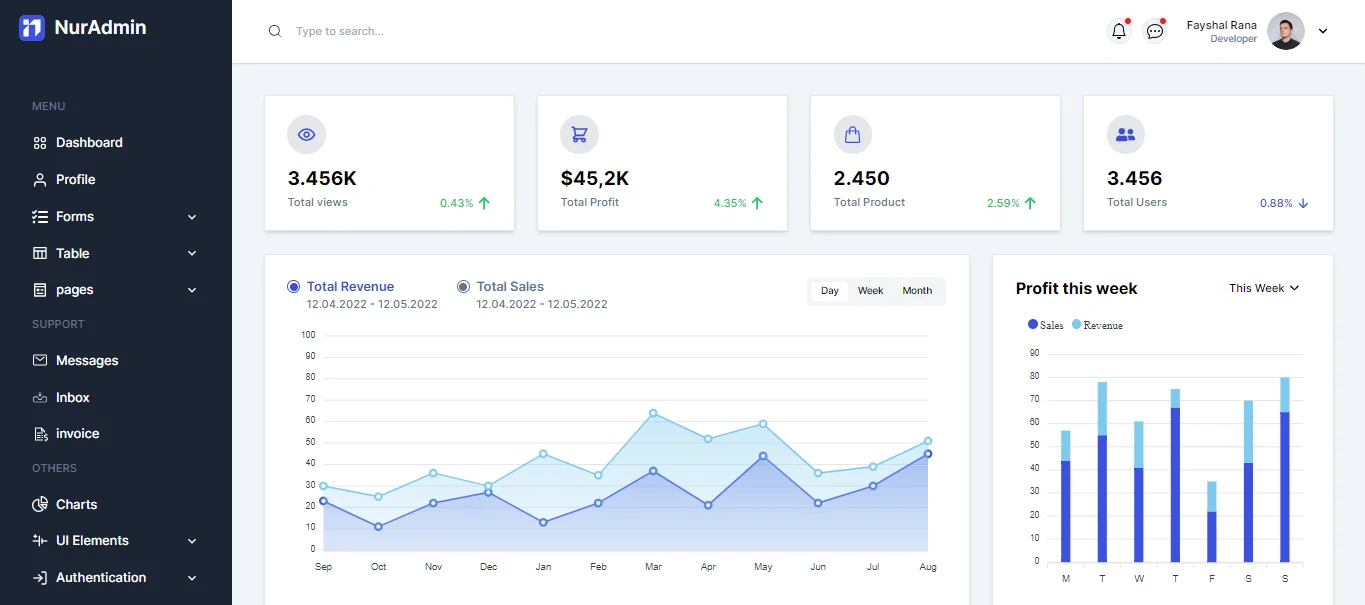 NurAdmin
Type to search...
Fayshal Rana
Developer
MENU
Dashboard
Profile
Forms
Table
pages
SUPPORT
Messages
Inbox
invoice
OTHERS
Charts
UI Elements
Authentication
3.456K
Total views
0.43%
$45,2K
Total Profit
4.35%
2.450
Total Product
2.59%
3.456
Total Users
0.88%
Total Revenue
12.04.2022 - 12.05.2022
Total Sales
12.04.2022 - 12.05.2022
Day Week Month
100
90
80
70
60
50
40
30
20
10
0
Sep Oct Nov Dec Jan Feb Mar Apr May Jun Jul Aug
Profit this week
This Week
Sales Revenue
90
80
70
60
50
40
30
20
10
0
M T W T F S S